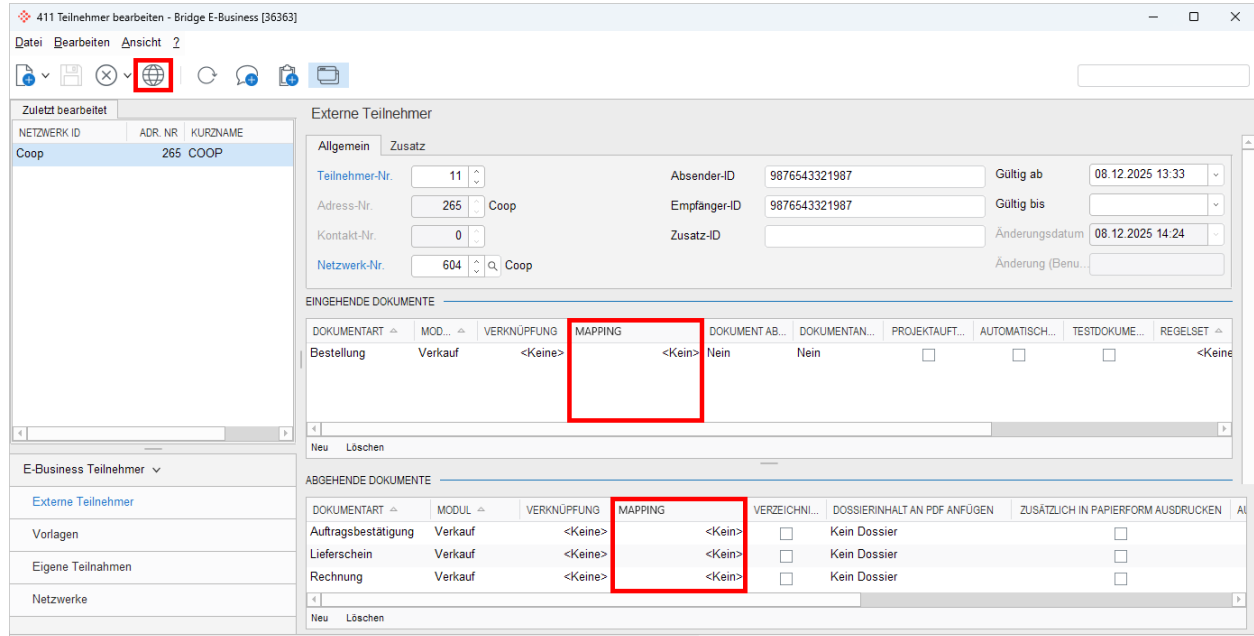 411 Teilnehmer bearbeiten - Bridge E-Business [36363]
Datei Bearbeiten Ansicht ?
Zuletzt bearbeitet
NETZWERK ID ADR. NR KURZNAME
Coop 265 COOP
E-Business Teilnehmer
Externe Teilnehmer
Vorlagen
Eigene Teilnahmen
Netzwerke
Externe Teilnehmer
Allgemein Zusatz
Teilnehmer-Nr. 11 Absender-ID 9876543321987 Gültig ab 08.12.2025 13:33
Adress-Nr. 265 Coop Empfänger-ID 9876543321987 Gültig bis
Kontakt-Nr. 0 Zusatz-ID Änderungsdatum 08.12.2025 14:24
Netzwerk-Nr. 604 Coop Änderung (Benu...
EINGEHENDE DOKUMENTE
DOKUMENTART MOD... VERKNÜPFUNG MAPPING DOKUMENT AB... DOKUMENTAN... PROJEKTAUFT... AUTOMATISCH... TESTDOKUME... REGELSET
Bestellung Verkauf <Keine> <Kein> Nein Nein <Keine
Neu Löschen
ABGEHENDE DOKUMENTE
DOKUMENTART MODUL VERKNÜPFUNG MAPPING VERZEICHNI... DOSSIERINHALT AN PDF ANFÜGEN ZUSÄTZLICH IN PAPIERFORM AUSDRUCKEN
Auftragsbestätigung Verkauf <Keine> <Kein> Kein Dossier
Lieferschein Verkauf <Keine> <Kein> Kein Dossier
Rechnung Verkauf <Keine> <Kein> Kein Dossier
Neu Löschen